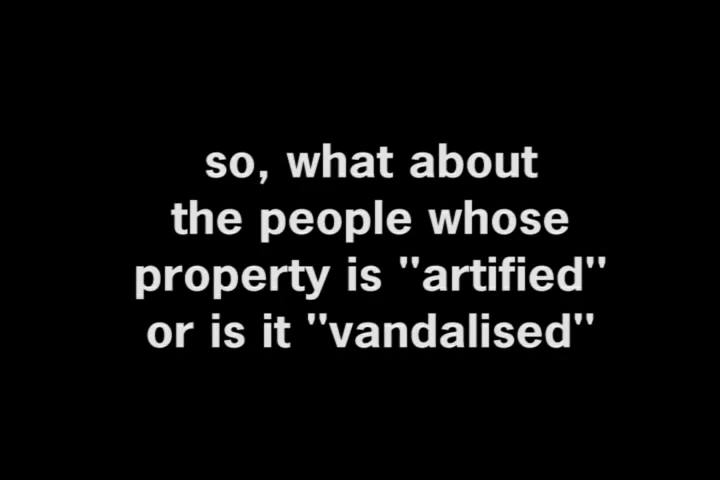 so, what about
the people whose
property is "artified"
or is it "vandalised"